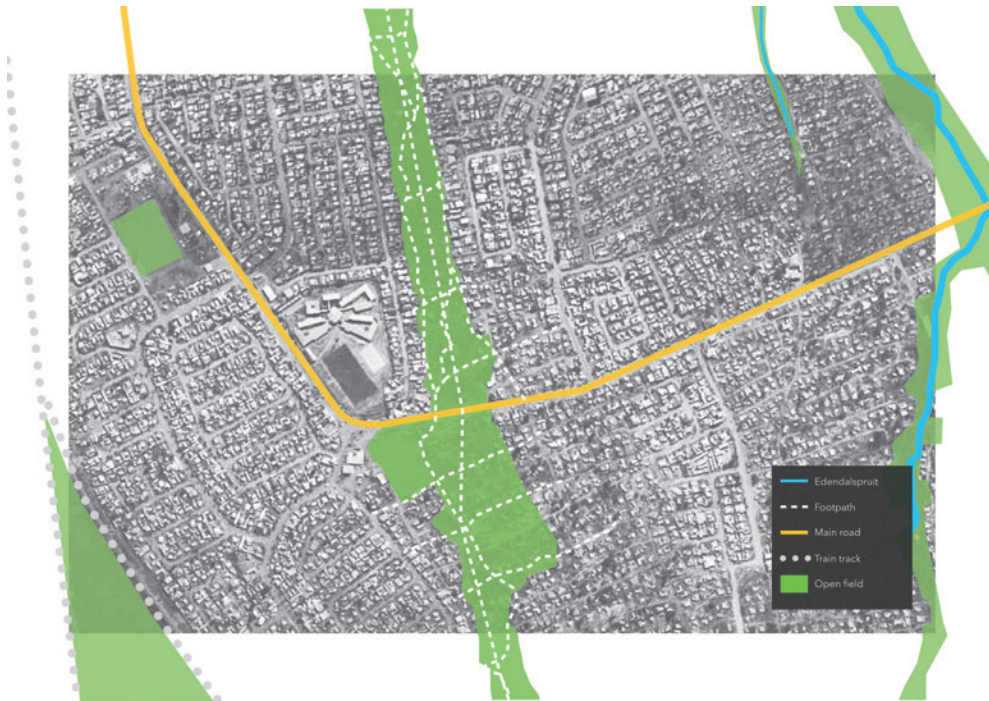 Edendalspruit
Footpath
Main road
Train track
Open field